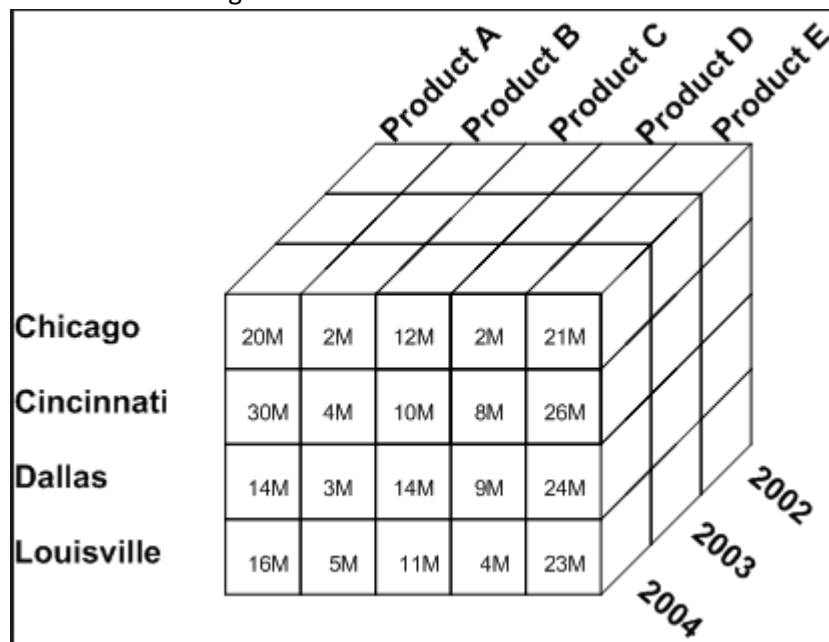 Product A
Product B
Product C
Product D
Product E
Chicago 20M 2M 12M 2M 21M
Cincinnati 30M 4M 10M 8M 26M
Dallas 14M 3M 14M 9M 24M
Louisville 16M 5M 11M 4M 23M
2002
2003
2004